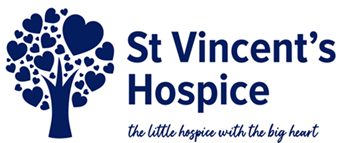 St Vincent's
Hospice
the little hospice with the big heart